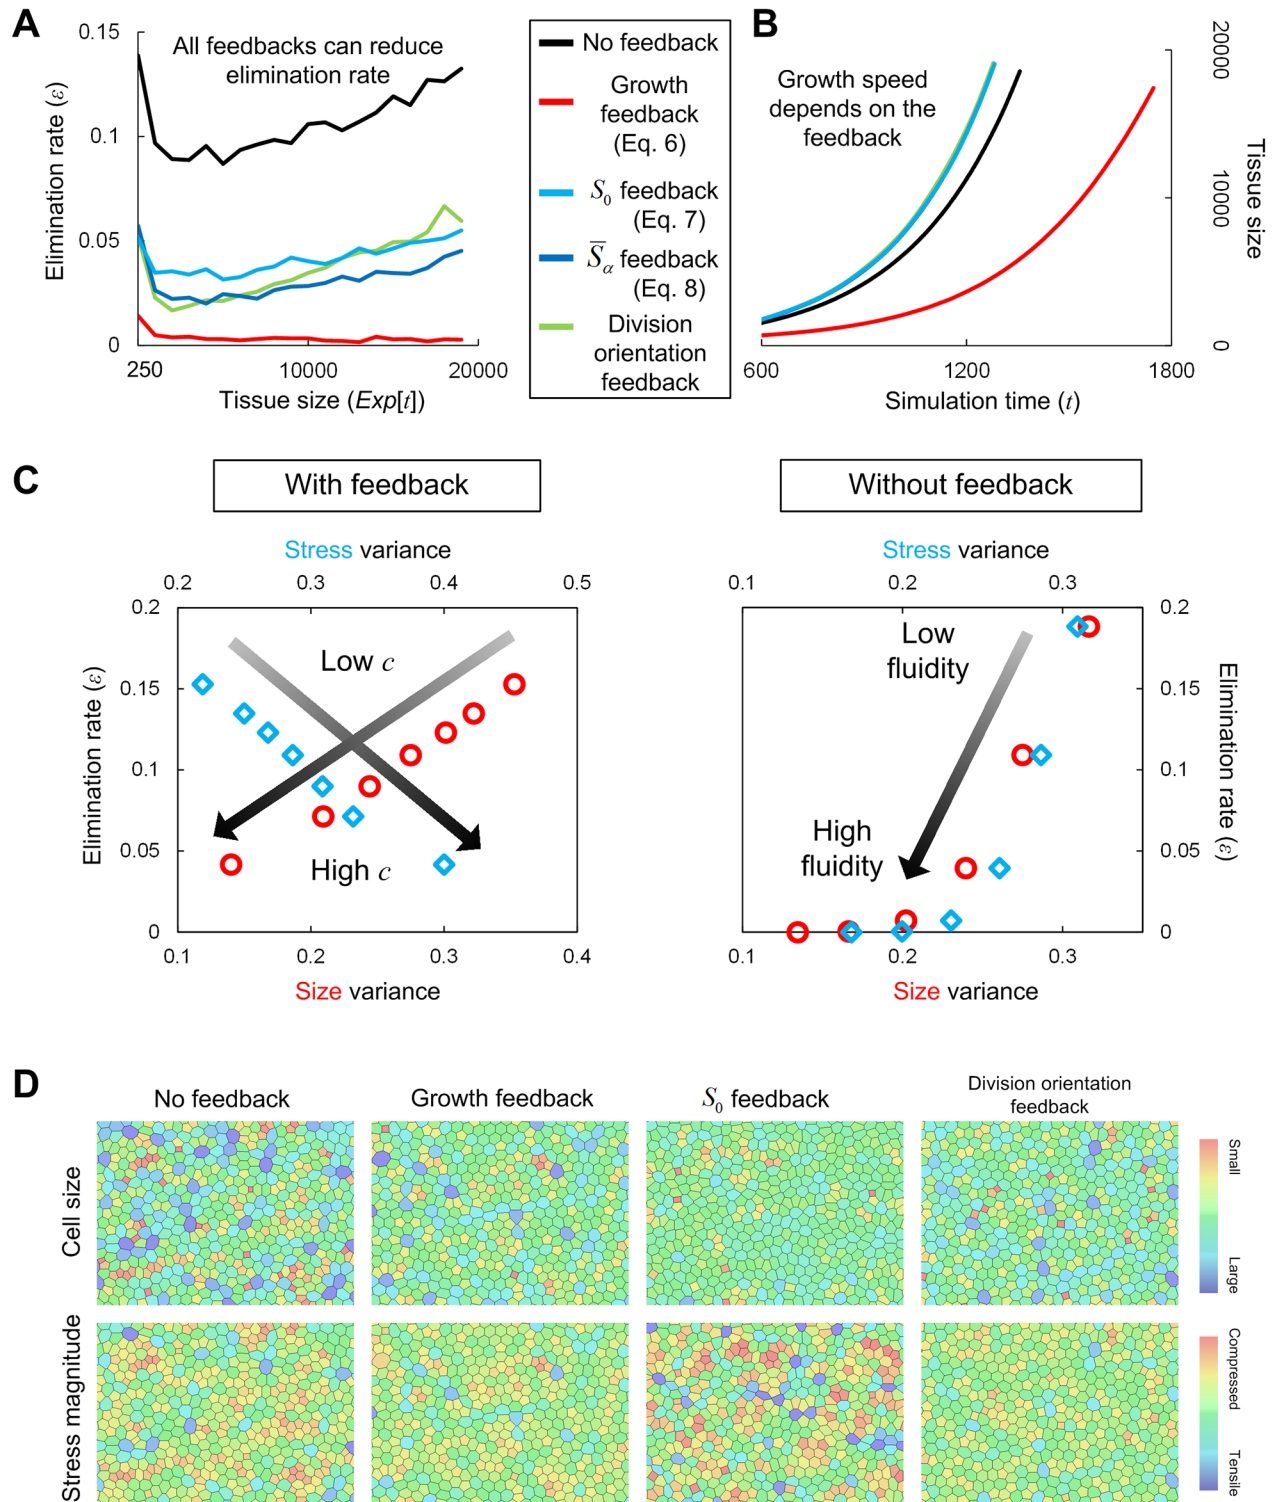 A
0.15
0.1
0.05
0
Elimination rate (ε)
All feedbacks can reduce
elimination rate
250
10000
20000
Tissue size (Exp[t])
No feedback
Growth
feedback
(Eq. 6)
S₀ feedback
(Eq. 7)
S̅α feedback
(Eq. 8)
Division
orientation
feedback
B
Growth speed
depends on the
feedback
20000
10000
0
Tissue size
600
1200
1800
Simulation time (t)
C
With feedback
Stress variance
0.2
0.3
0.4
0.5
0.2
0.15
0.1
0.05
0
Elimination rate (ε)
Low c
High c
0.1
0.2
0.3
0.4
Size variance
Without feedback
Stress variance
0.1
0.2
0.3
Low
fluidity
High
fluidity
0.2
0.15
0.1
0.05
0
Elimination rate (ε)
0.1
0.2
0.3
Size variance
D
No feedback
Growth feedback
S₀ feedback
Division orientation
feedback
Cell size
Small
Large
Stress magnitude
Compressed
Tensile